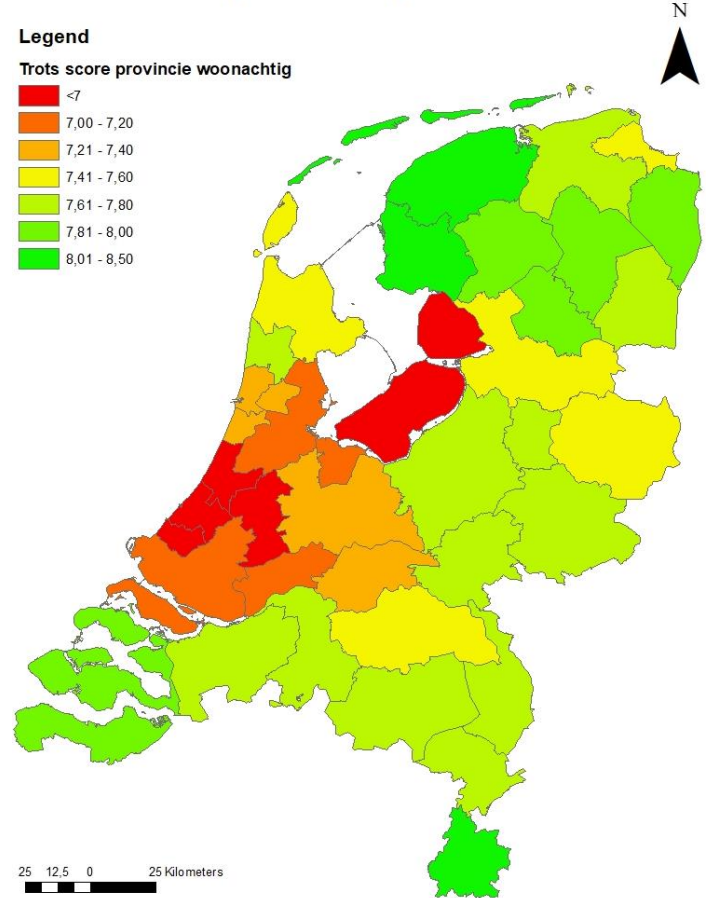 N
Legend
Trots score provincie woonachtig
<7
7,00 - 7,20
7,21 - 7,40
7,41 - 7,60
7,61 - 7,80
7,81 - 8,00
8,01 - 8,50
25 12,5 0 25 Kilometers